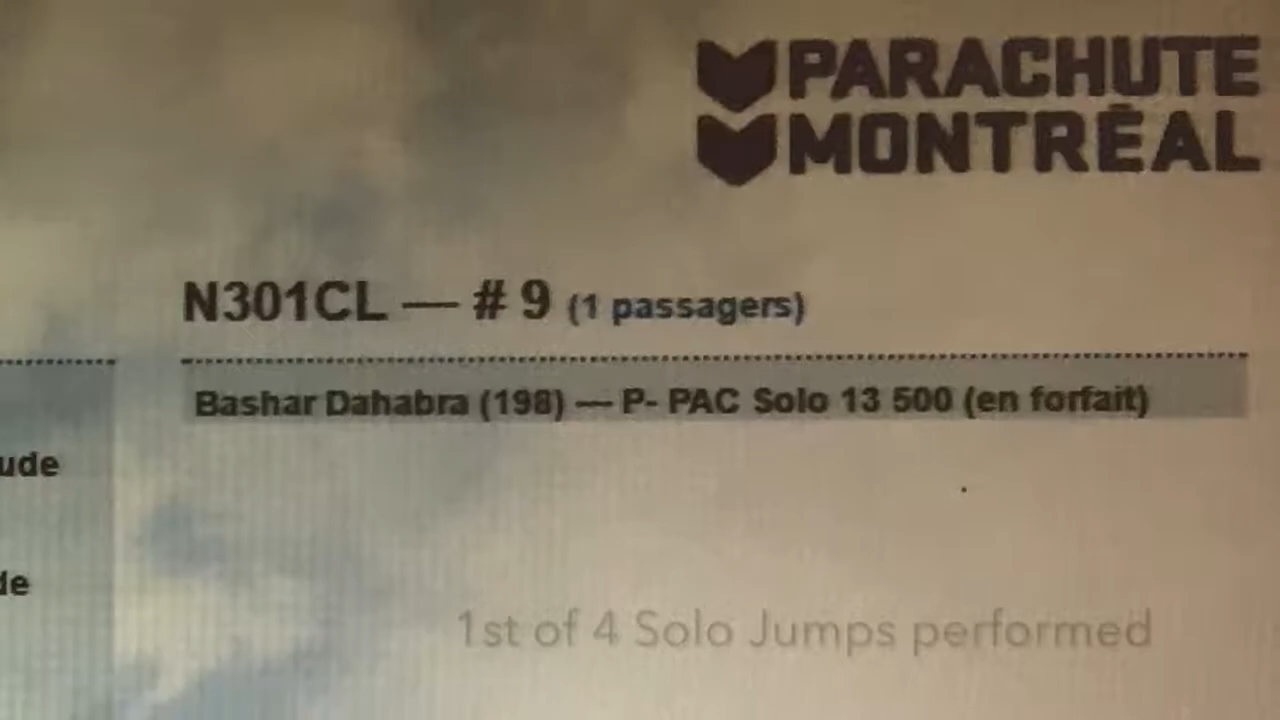 PARACHUTE
MONTRÉAL
N301CL — # 9 (1 passagers)
Bashar Dahabra (198) — P- PAC Solo 13 500 (en forfait)
ude
de
1st of 4 Solo Jumps performed